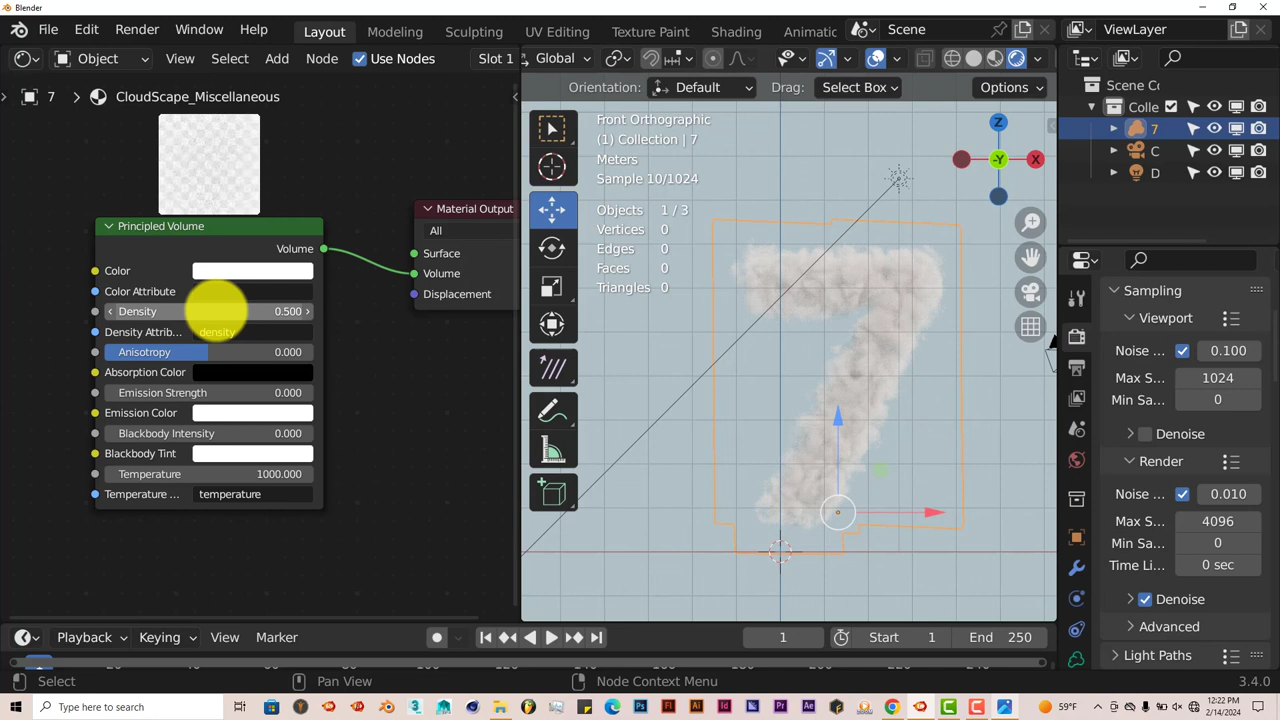 Blender
File Edit Render Window Help Layout Modeling Sculpting UV Editing Texture Paint Shading Animatic Scene ViewLayer
Object View Select Add Node Use Nodes Slot 1 Global
7 > CloudScape_Miscellaneous
Orientation: Default Drag: Select Box Options
Scene Cc
Colle
7
C
D
Front Orthographic
(1) Collection | 7
Meters
Sample 10/1024
Objects 1 / 3
Vertices 0
Edges 0
Faces 0
Triangles 0
Z
-Y
X
Principled Volume
Volume
Color
Color Attribute
Density 0.500
Density Attrib... density
Anisotropy 0.000
Absorption Color
Emission Strength 0.000
Emission Color
Blackbody Intensity 0.000
Blackbody Tint
Temperature 1000.000
Temperature ... temperature
Material Output
All
Surface
Volume
Displacement
Sampling
Viewport
Noise ... 0.100
Max S... 1024
Min Sa... 0
Denoise
Render
Noise ... 0.010
Max S... 4096
Min Sa... 0
Time Li... 0 sec
Denoise
Advanced
Light Paths
Playback Keying View Marker 1 Start 1 End 250
Select Pan View Node Context Menu 3.4.0
Type here to search
59°F
12:22 PM
2/14/2024